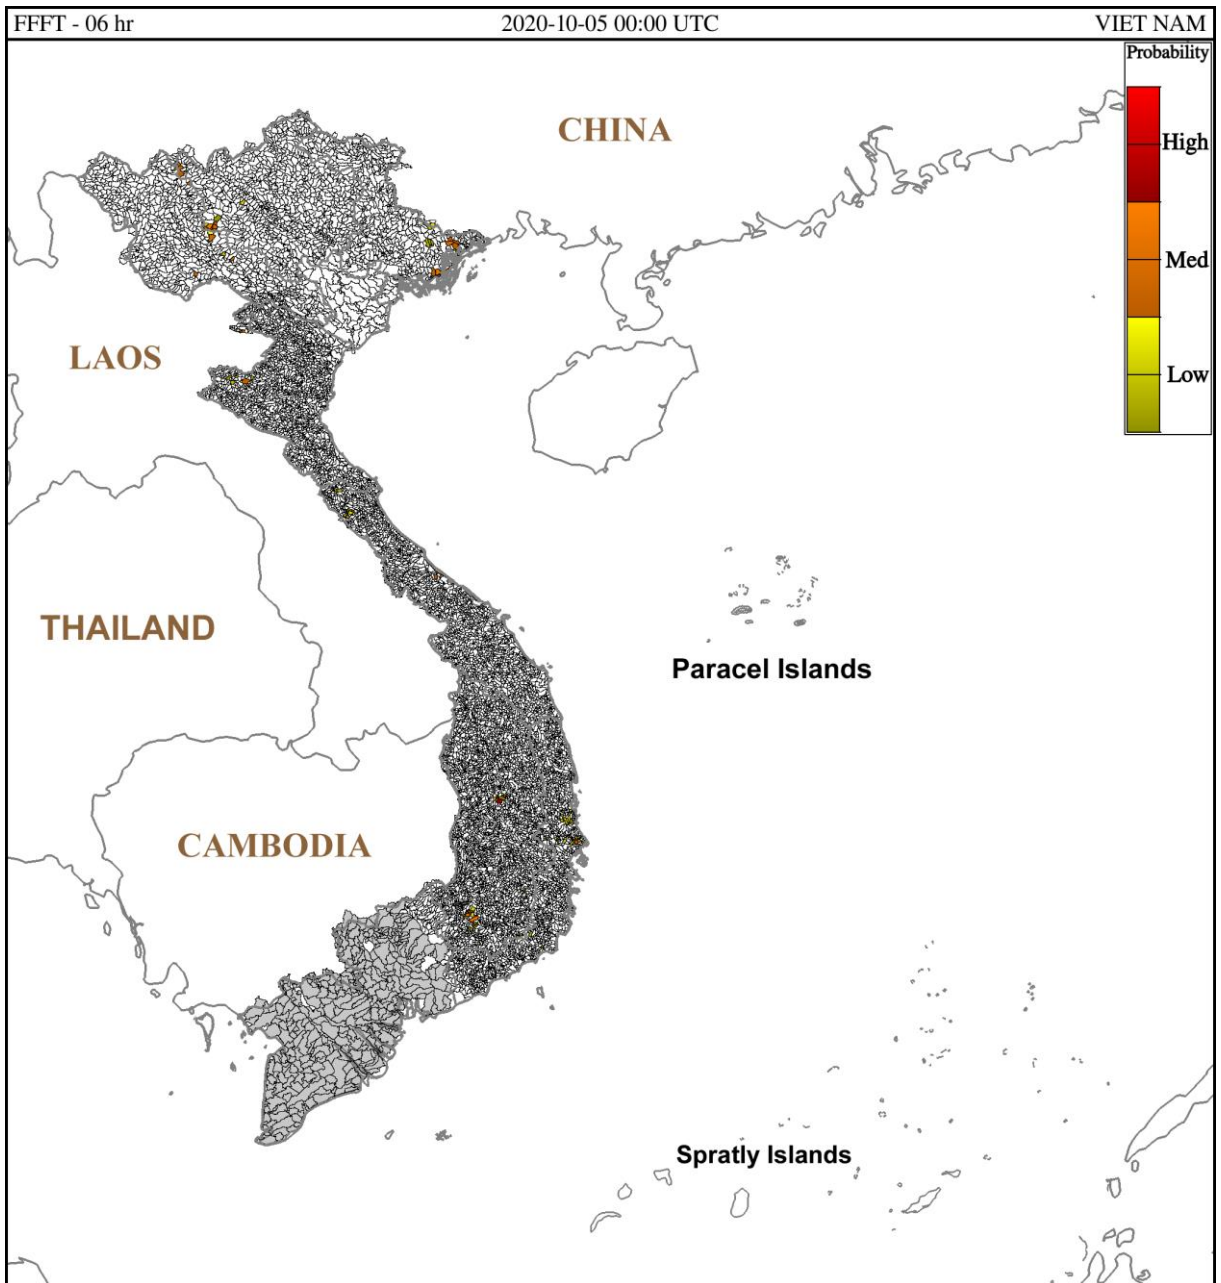 FFFT - 06 hr
2020-10-05 00:00 UTC
VIET NAM
Probability
High
Med
Low
CHINA
LAOS
THAILAND
Paracel Islands
CAMBODIA
Spratly Islands